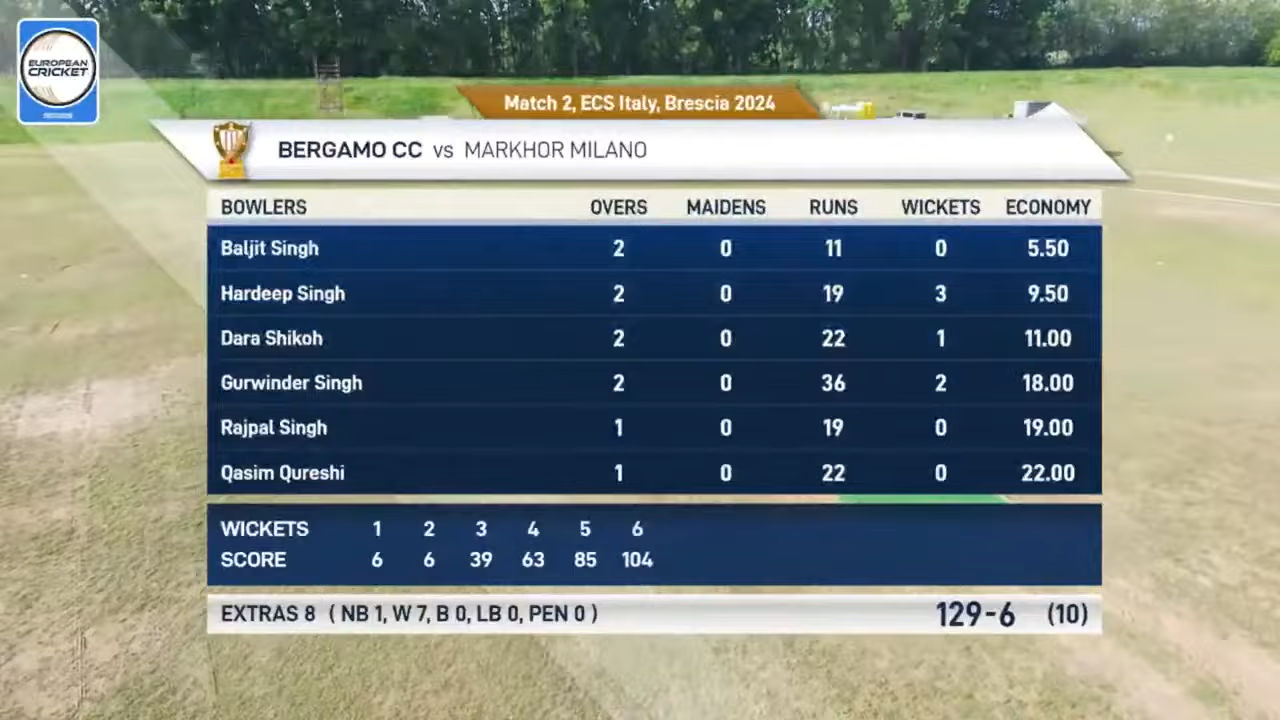 EUROPEAN
CRICKET
Match 2, ECS Italy, Brescia 2024
BERGAMO CC vs MARKHOR MILANO
BOWLERS OVERS MAIDENS RUNS WICKETS ECONOMY
Baljit Singh 2 0 11 0 5.50
Hardeep Singh 2 0 19 3 9.50
Dara Shikoh 2 0 22 1 11.00
Gurwinder Singh 2 0 36 2 18.00
Rajpal Singh 1 0 19 0 19.00
Qasim Qureshi 1 0 22 0 22.00
WICKETS 1 2 3 4 5 6
SCORE 6 6 39 63 85 104
EXTRAS 8 ( NB 1, W 7, B 0, LB 0, PEN 0 ) 129-6 (10)